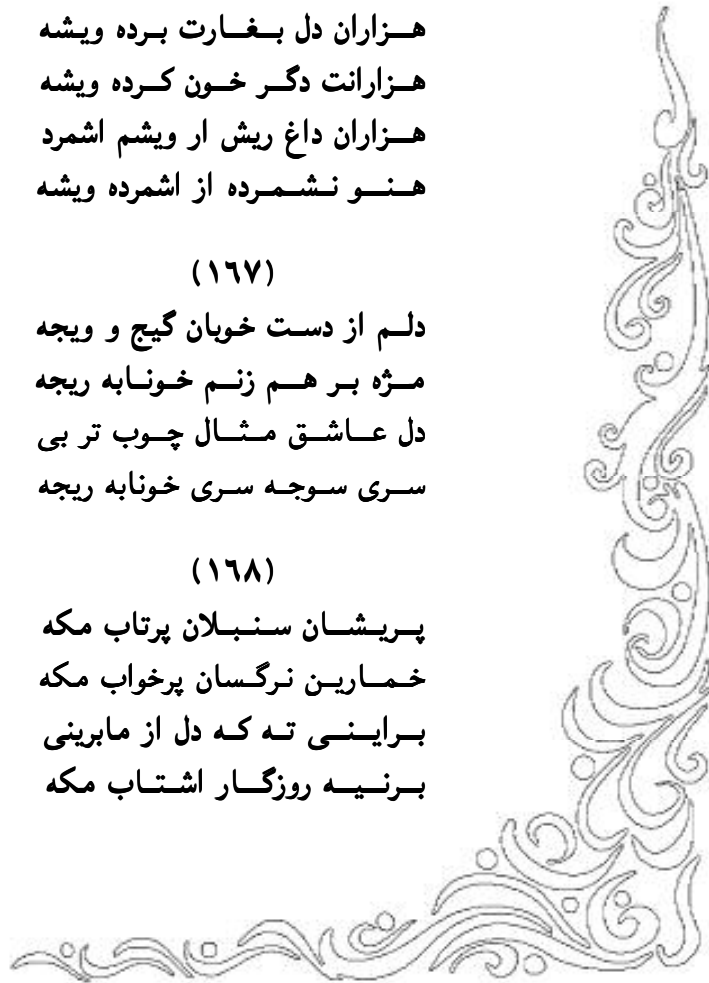 هزاران دل بغارت برده ویشه
هزارانت دگر خون کرده ویشه
هزاران داغ ریش ار ویشم اشمرد
هنو نشمرده از اشمرده ویشه
(۱٦۷)
دلم از دست خوبان گیج و ویجه
مژه بر هم زنم خونابه ریجه
دل عاشق مثال چوب تر بی
سری سوجه سری خونابه ریجه
(۱٦۸)
پریشان سنبلان پرتاب مکه
خمارین نرگسان پرخواب مکه
براینی ته که دل از مابرینی
برنیه روزگار اشتاب مکه